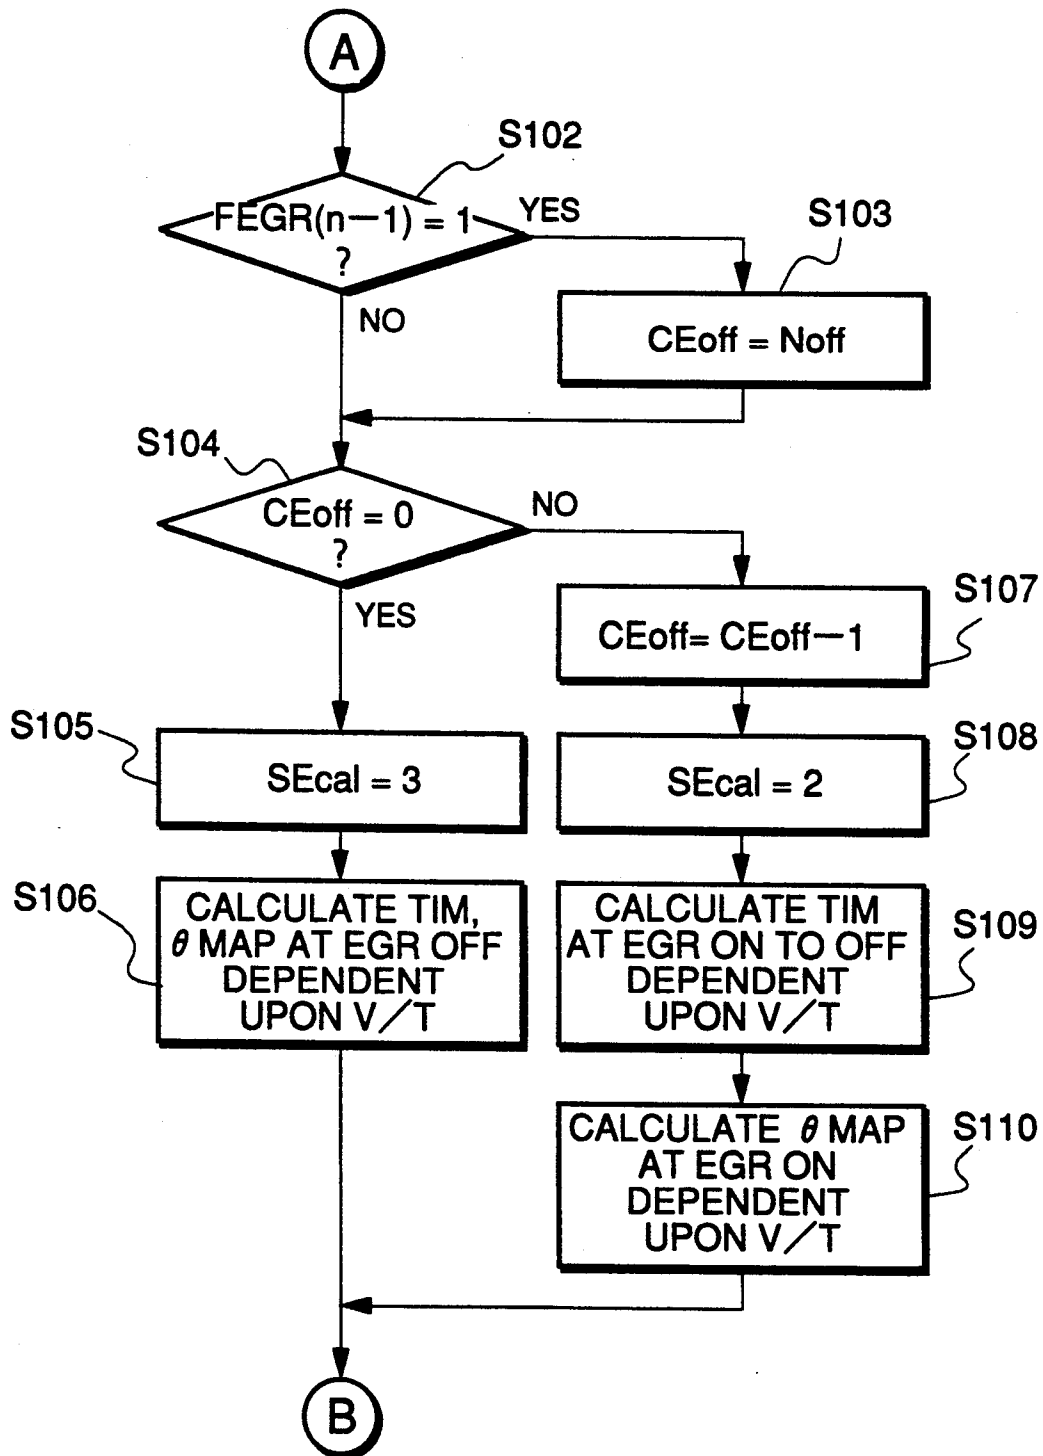 A
S102
FEGR(n−1) = 1
?
YES
NO
S103
CEoff = Noff
S104
CEoff = 0
?
NO
YES
S107
CEoff= CEoff−1
S105
SEcal = 3
S108
SEcal = 2
S106
CALCULATE TIM,
θ MAP AT EGR OFF
DEPENDENT
UPON V/T
S109
CALCULATE TIM
AT EGR ON TO OFF
DEPENDENT
UPON V/T
S110
CALCULATE θ MAP
AT EGR ON
DEPENDENT
UPON V/T
B